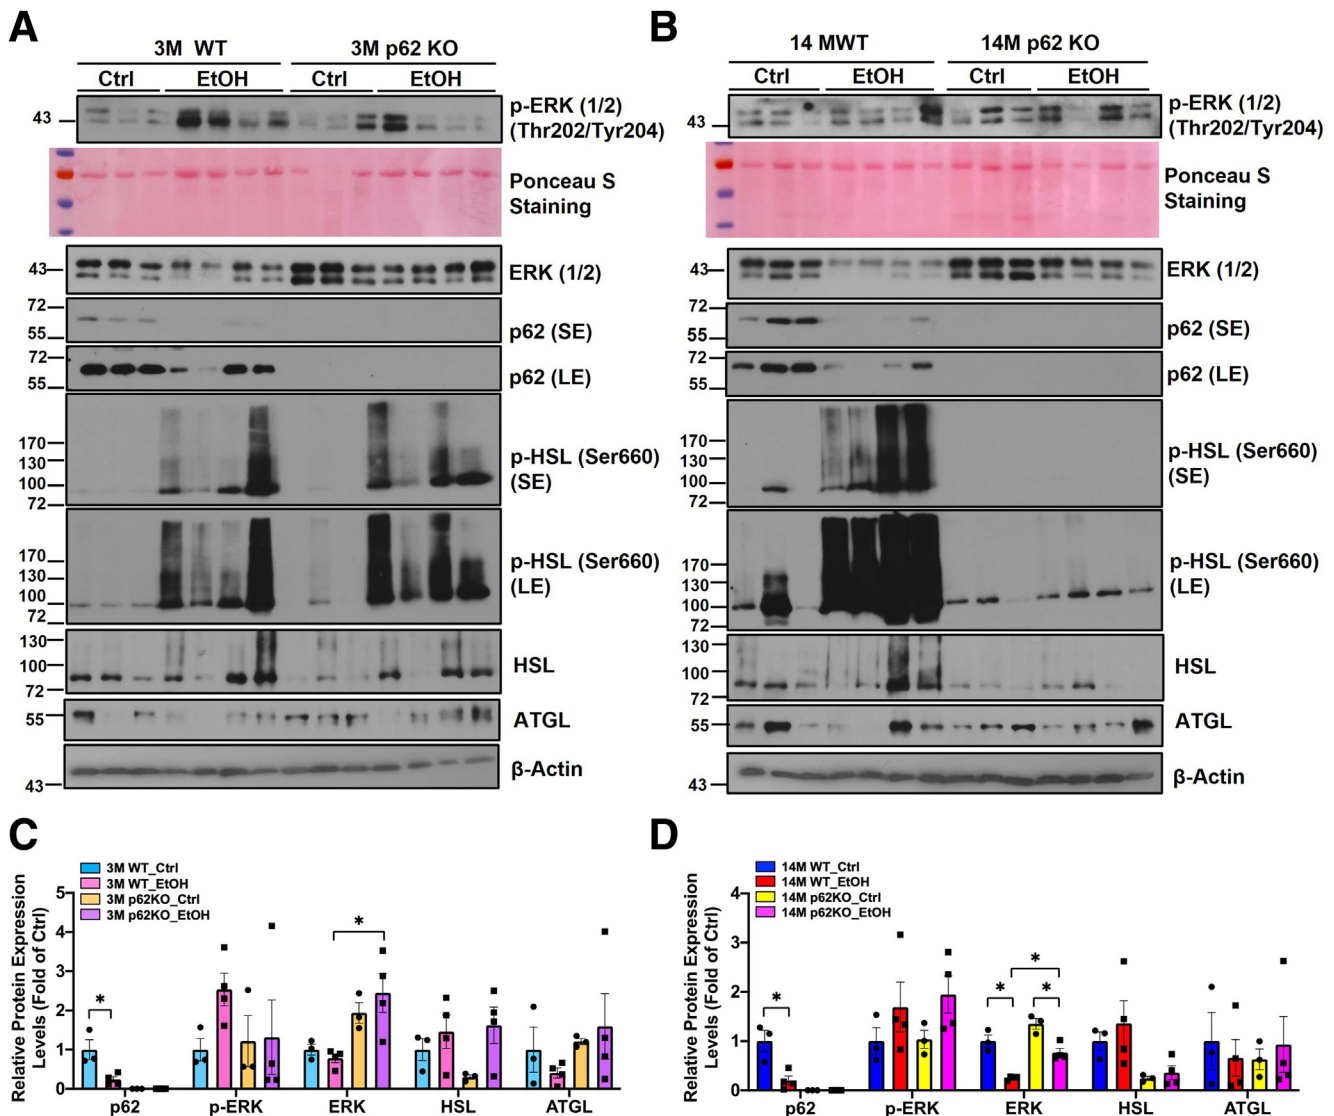 A
3M WT
3M p62 KO
Ctrl
EtOH
Ctrl
EtOH
43
p-ERK (1/2)
(Thr202/Tyr204)
Ponceau S
Staining
43
ERK (1/2)
72
55
p62 (SE)
72
55
p62 (LE)
170
130
100
72
p-HSL (Ser660)
(SE)
170
130
100
72
p-HSL (Ser660)
(LE)
130
100
72
HSL
55
ATGL
43
β-Actin
B
14 MWT
14M p62 KO
Ctrl
EtOH
Ctrl
EtOH
43
p-ERK (1/2)
(Thr202/Tyr204)
Ponceau S
Staining
43
ERK (1/2)
72
55
p62 (SE)
72
55
p62 (LE)
170
130
100
72
p-HSL (Ser660)
(SE)
170
130
100
72
p-HSL (Ser660)
(LE)
130
100
72
HSL
55
ATGL
43
β-Actin
C
3M WT_Ctrl
3M WT_EtOH
3M p62KO_Ctrl
3M p62KO_EtOH
Relative Protein Expression
Levels (Fold of Ctrl)
5
4
3
2
1
0
*
*
p62
p-ERK
ERK
HSL
ATGL
D
14M WT_Ctrl
14M WT_EtOH
14M p62KO_Ctrl
14M p62KO_EtOH
Relative Protein Expression
Levels (Fold of Ctrl)
4
3
2
1
0
*
*
*
*
p62
p-ERK
ERK
HSL
ATGL